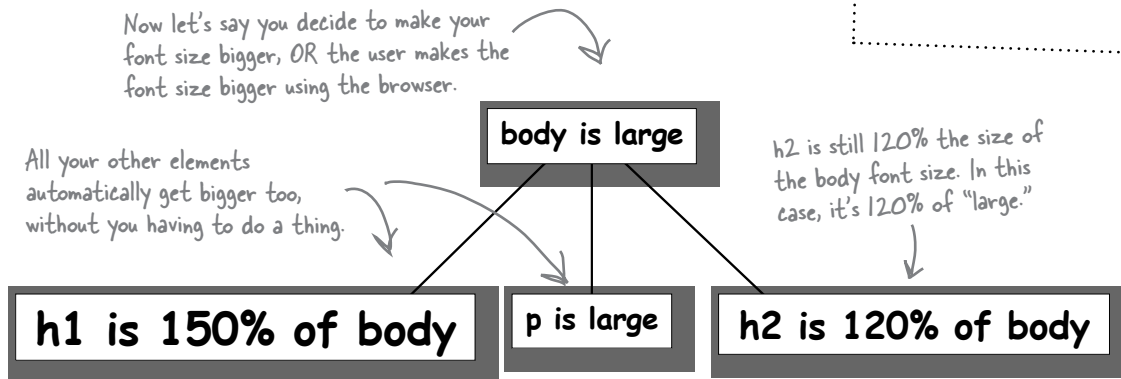 Now let's say you decide to make your
font size bigger, OR the user makes the
font size bigger using the browser.
body is large
All your other elements
automatically get bigger too,
without you having to do a thing.
h2 is still 120% the size of
the body font size. In this
case, it's 120% of "large."
h1 is 150% of body
p is large
h2 is 120% of body